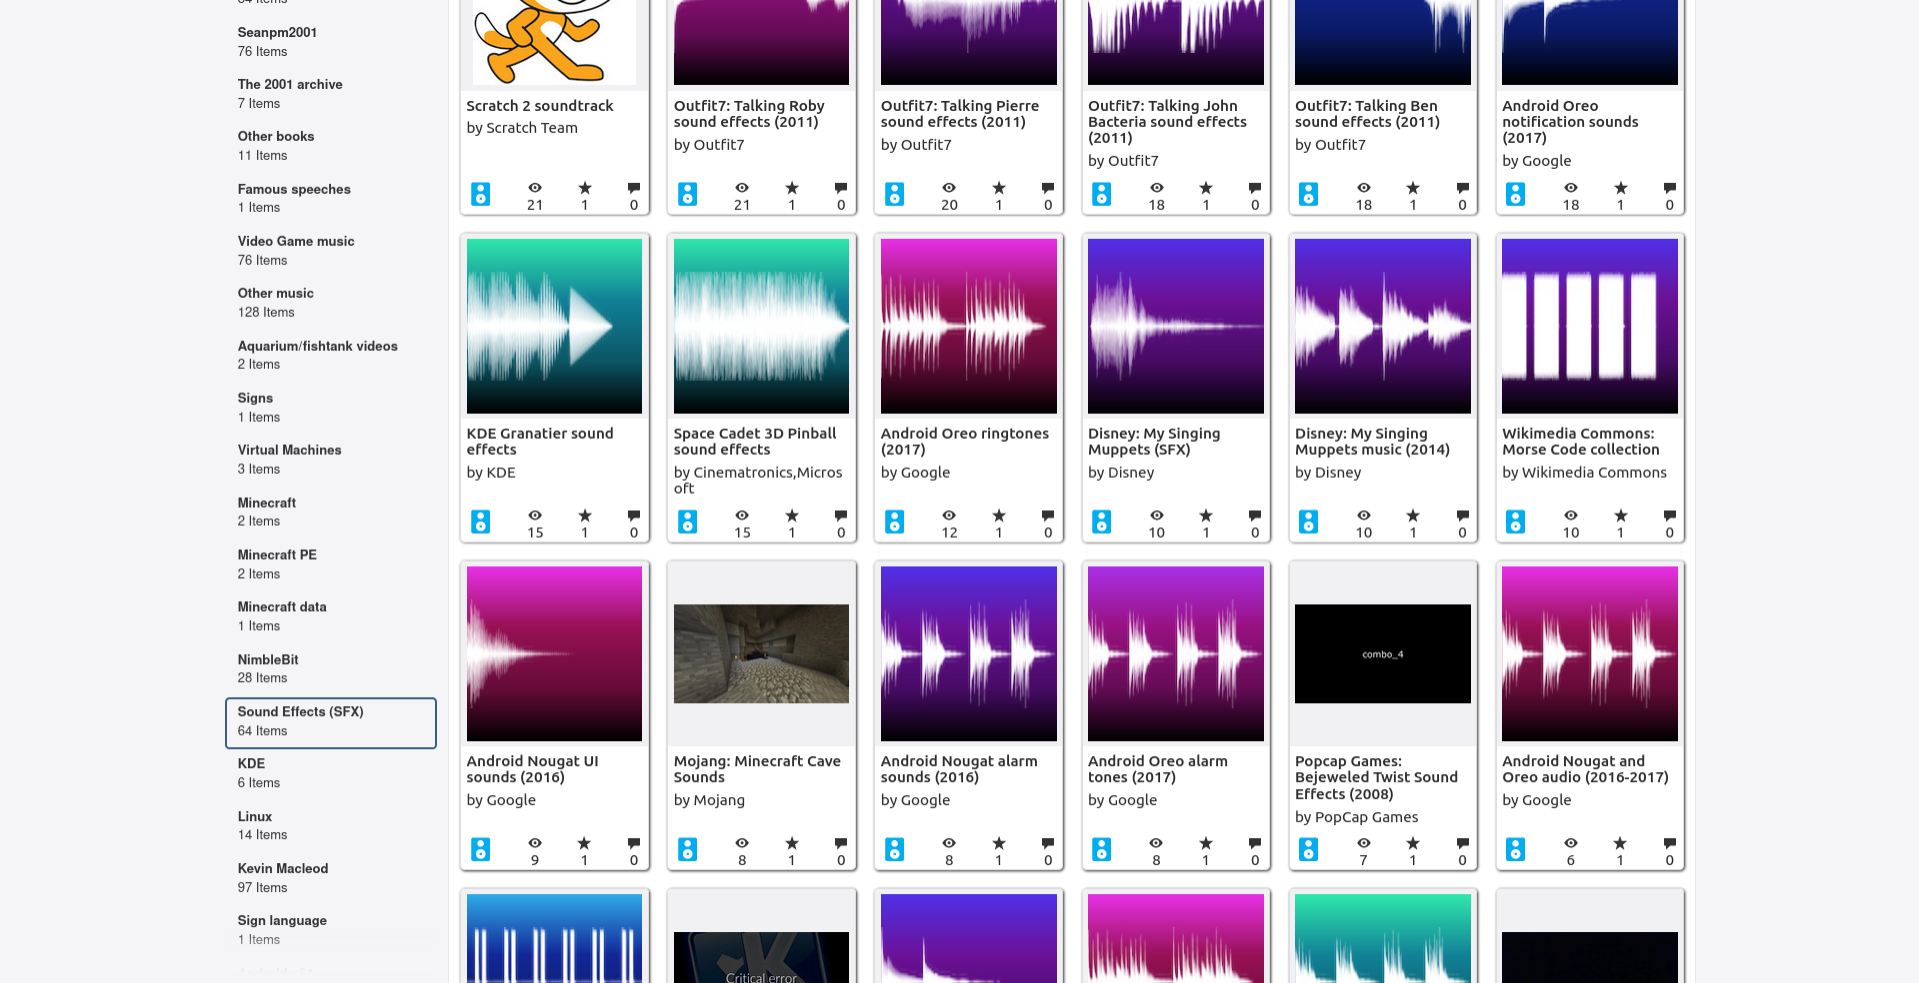 Seanpm2001
76 Items
The 2001 archive
7 Items
Other books
11 Items
Famous speeches
1 Items
Video Game music
76 Items
Other music
128 Items
Aquarium/fishtank videos
2 Items
Signs
1 Items
Virtual Machines
3 Items
Minecraft
2 Items
Minecraft PE
2 Items
Minecraft data
1 Items
NimbleBit
28 Items
Sound Effects (SFX)
64 Items
KDE
6 Items
Linux
14 Items
Kevin Macleod
97 Items
Sign language
1 Items
Scratch 2 soundtrack
by Scratch Team
21 1 0
Outfit7: Talking Roby
sound effects (2011)
by Outfit7
21 1 0
Outfit7: Talking Pierre
sound effects (2011)
by Outfit7
20 1 0
Outfit7: Talking John
Bacteria sound effects
(2011)
by Outfit7
18 1 0
Outfit7: Talking Ben
sound effects (2011)
by Outfit7
18 1 0
Android Oreo
notification sounds
(2017)
by Google
18 1 0
KDE Granatier sound
effects
by KDE
15 1 0
Space Cadet 3D Pinball
sound effects
by Cinematronics,Micros
oft
15 1 0
Android Oreo ringtones
(2017)
by Google
12 1 0
Disney: My Singing
Muppets (SFX)
by Disney
10 1 0
Disney: My Singing
Muppets music (2014)
by Disney
10 1 0
Wikimedia Commons:
Morse Code collection
by Wikimedia Commons
10 1 0
Android Nougat UI
sounds (2016)
by Google
9 1 0
Mojang: Minecraft Cave
Sounds
by Mojang
8 1 0
Android Nougat alarm
sounds (2016)
by Google
8 1 0
Android Oreo alarm
tones (2017)
by Google
8 1 0
combo_4
Popcap Games:
Bejeweled Twist Sound
Effects (2008)
by PopCap Games
7 1 0
Android Nougat and
Oreo audio (2016-2017)
by Google
6 1 0
Critical error